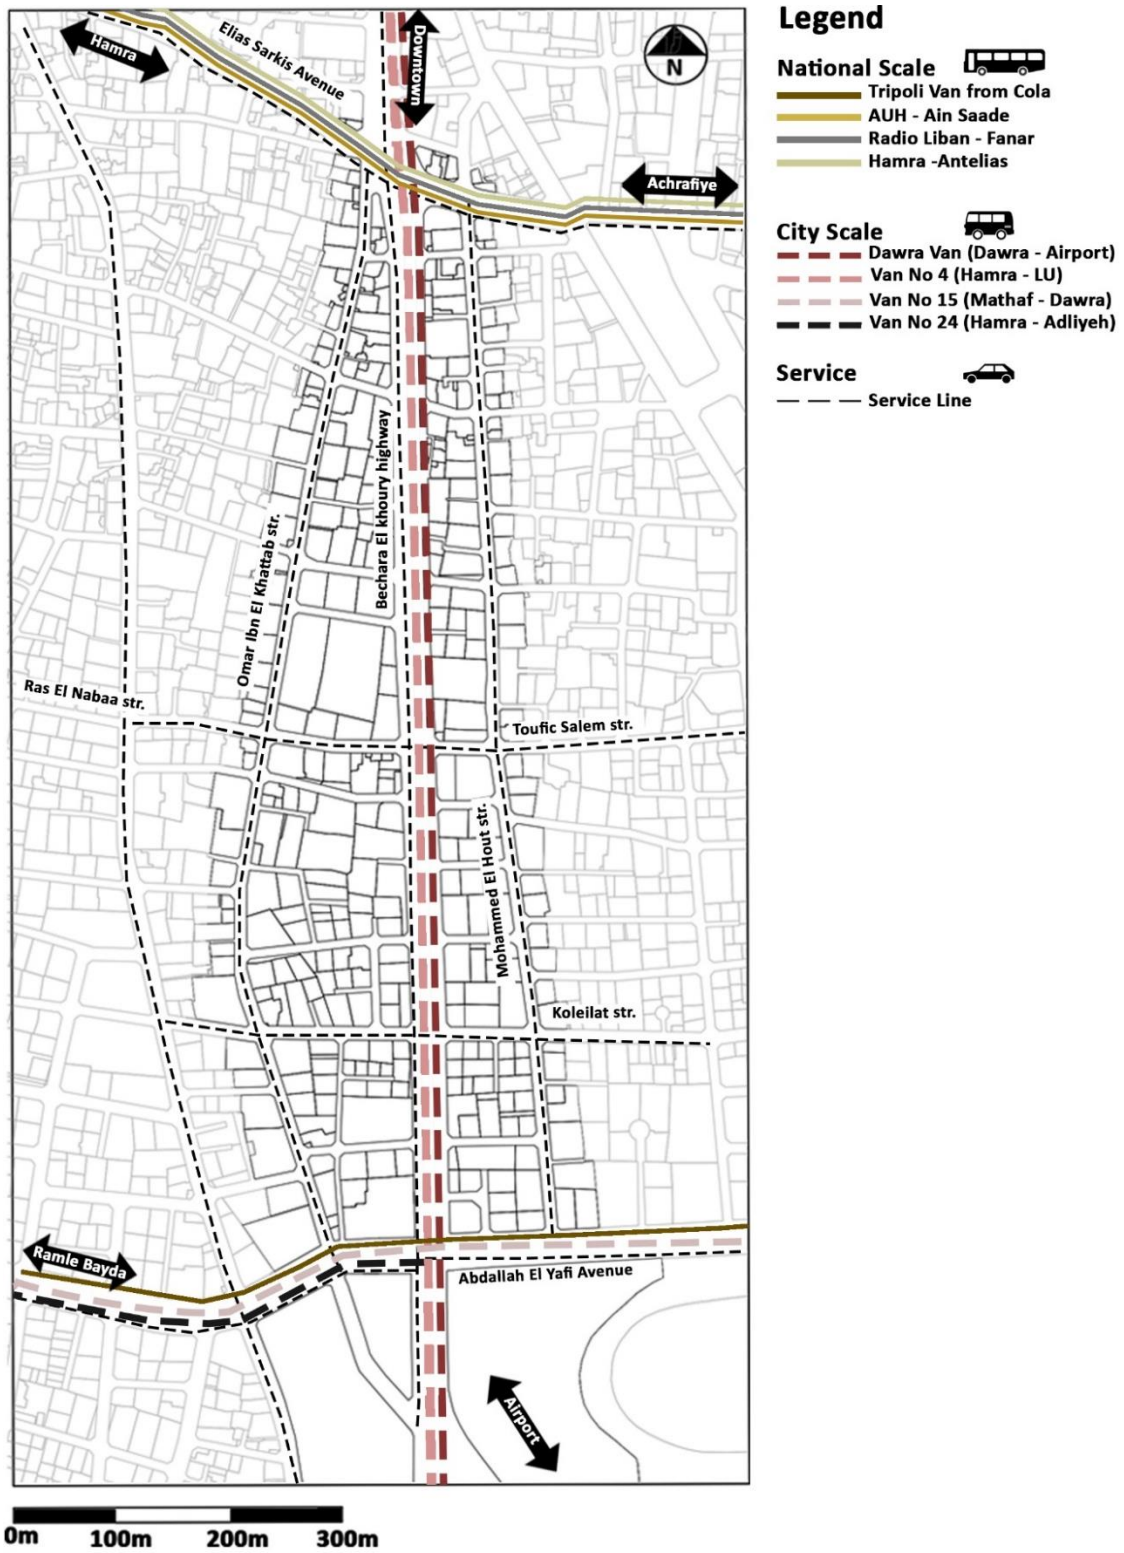 Hamra
Elias Sarkis Avenue
Downtown
N
Achrafiye
Bechara El khoury highway
Omar Ibn El Khattab str.
Ras El Nabaa str.
Toufic Salem str.
Mohammed El Hout str.
Koleilat str.
Ramle Bayda
Abdallah El Yafi Avenue
Airport
0m 100m 200m 300m
Legend
National Scale
Tripoli Van from Cola
AUH - Ain Saade
Radio Liban - Fanar
Hamra -Antelias
City Scale
Dawra Van (Dawra - Airport)
Van No 4 (Hamra - LU)
Van No 15 (Mathaf - Dawra)
Van No 24 (Hamra - Adliyeh)
Service
Service Line